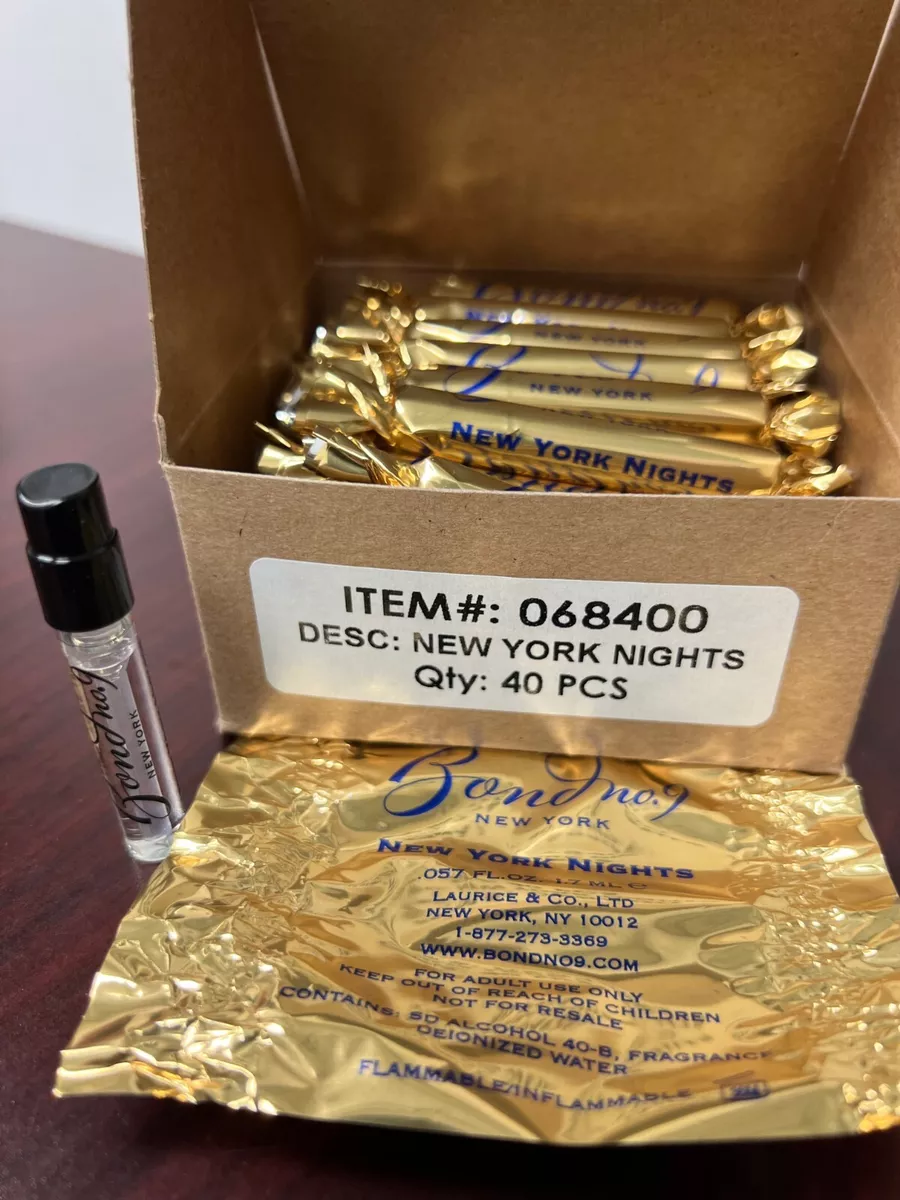 NEW YORK
NEW YORK
NEW YORK NIGHTS
ITEM#: 068400
DESC: NEW YORK NIGHTS
Qty: 40 PCS
Bond no.9
NEW YORK
Bond no.9
NEW YORK
NEW YORK NIGHTS
.057 FL.OZ. 1.7 ML e
LAURICE & CO., LTD
NEW YORK, NY 10012
1-877-273-3369
WWW.BONDNO9.COM
FOR ADULT USE ONLY
KEEP OUT OF REACH OF CHILDREN
NOT FOR RESALE
CONTAINS: SD ALCOHOL 40-B, FRAGRANCE
DEIONIZED WATER
FLAMMABLE/INFLAMMABLE